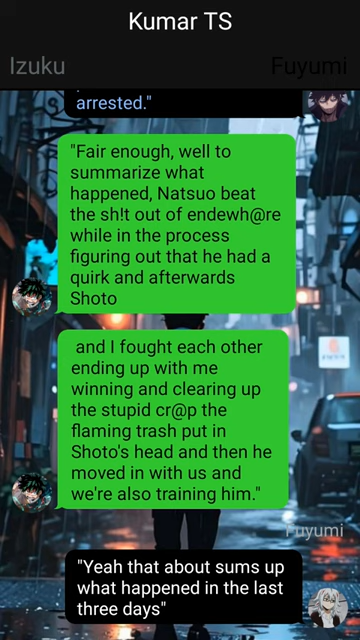 Kumar TS
Izuku
Fuyumi
arrested."
"Fair enough, well to
summarize what
happened, Natsuo beat
the sh!t out of endewh@re
while in the process
figuring out that he had a
quirk and afterwards
Shoto
and I fought each other
ending up with me
winning and clearing up
the stupid cr@p the
flaming trash put in
Shoto's head and then he
moved in with us and
we're also training him."
Fuyumi
"Yeah that about sums up
what happened in the last
three days"